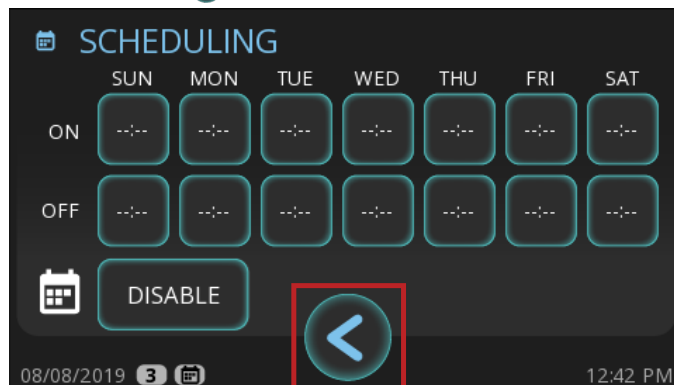 SCHEDULING
SUN MON TUE WED THU FRI SAT
ON --:-- --:-- --:-- --:-- --:-- --:-- --:--
OFF --:-- --:-- --:-- --:-- --:-- --:-- --:--
DISABLE
08/08/2019 3 12:42 PM